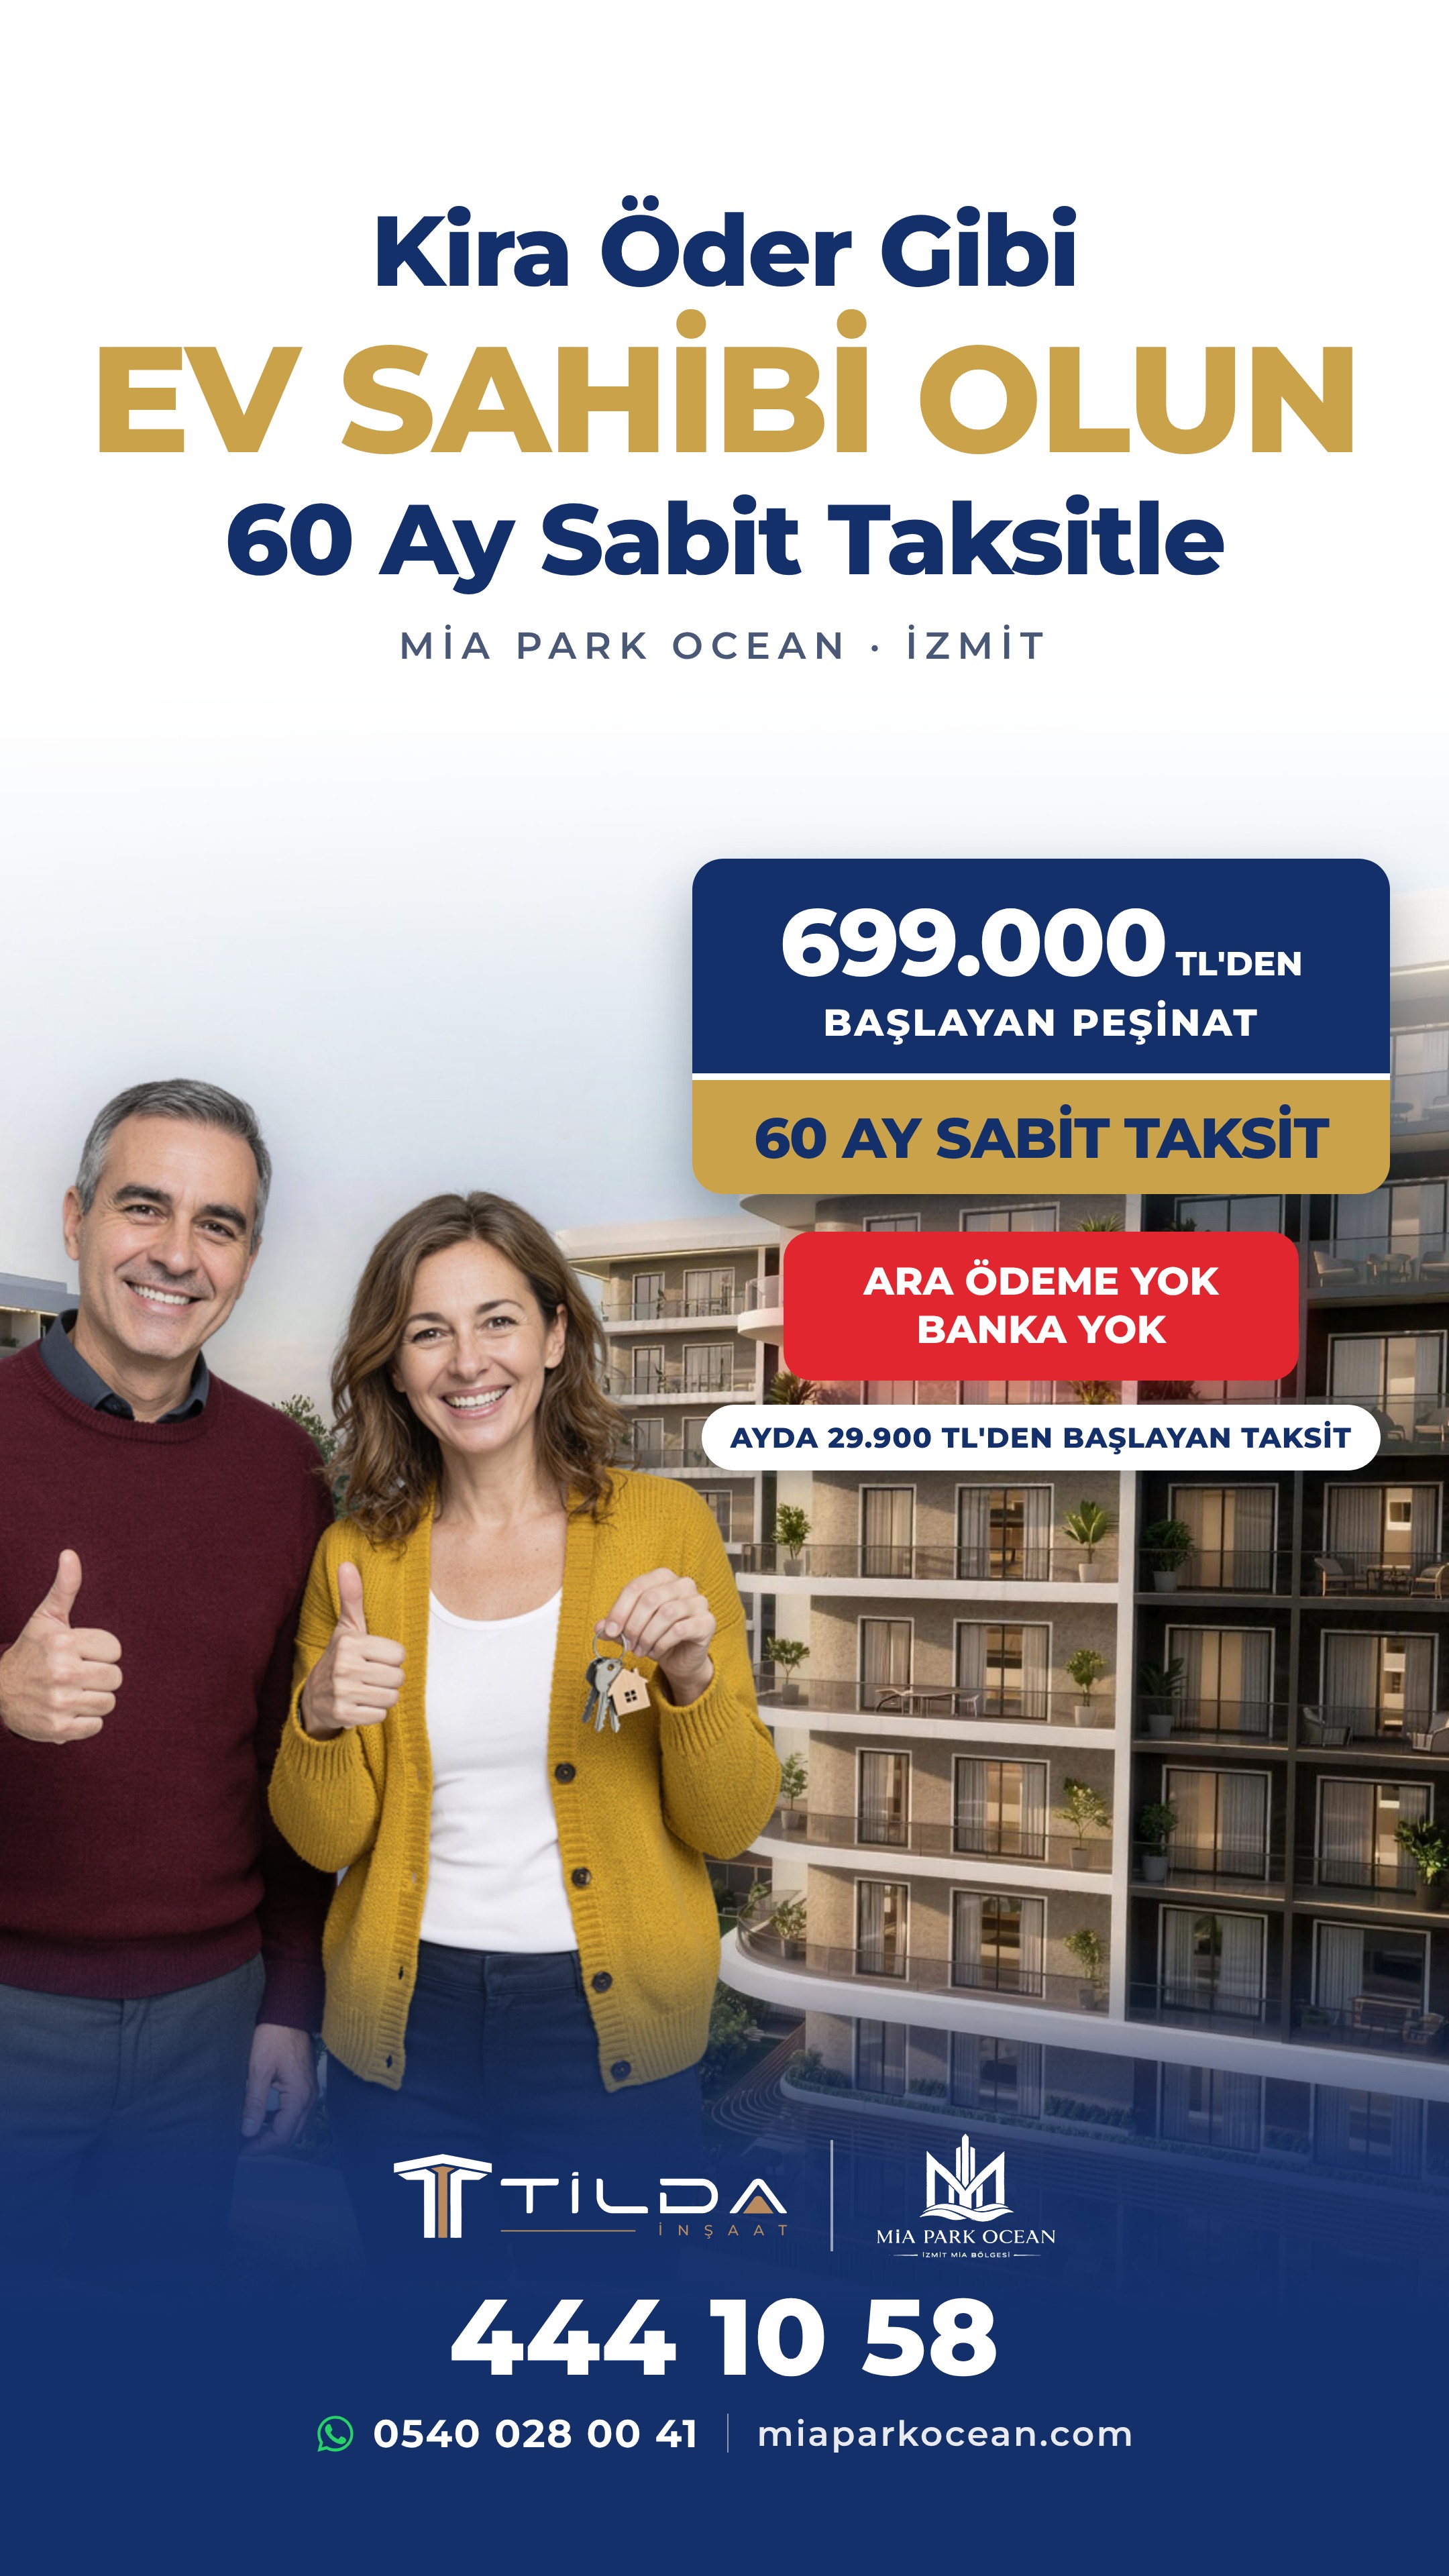 Kira Öder Gibi
EV SAHİBİ OLUN
60 Ay Sabit Taksitle
MİA PARK OCEAN · İZMİT
699.000 TL'DEN
BAŞLAYAN PEŞİNAT
60 AY SABİT TAKSİT
ARA ÖDEME YOK
BANKA YOK
AYDA 29.900 TL'DEN BAŞLAYAN TAKSİT
TİLDA
İNŞAAT
MİA PARK OCEAN
İZMİT MİA BÖLGESİ
444 10 58
0540 028 00 41
miaparkocean.com